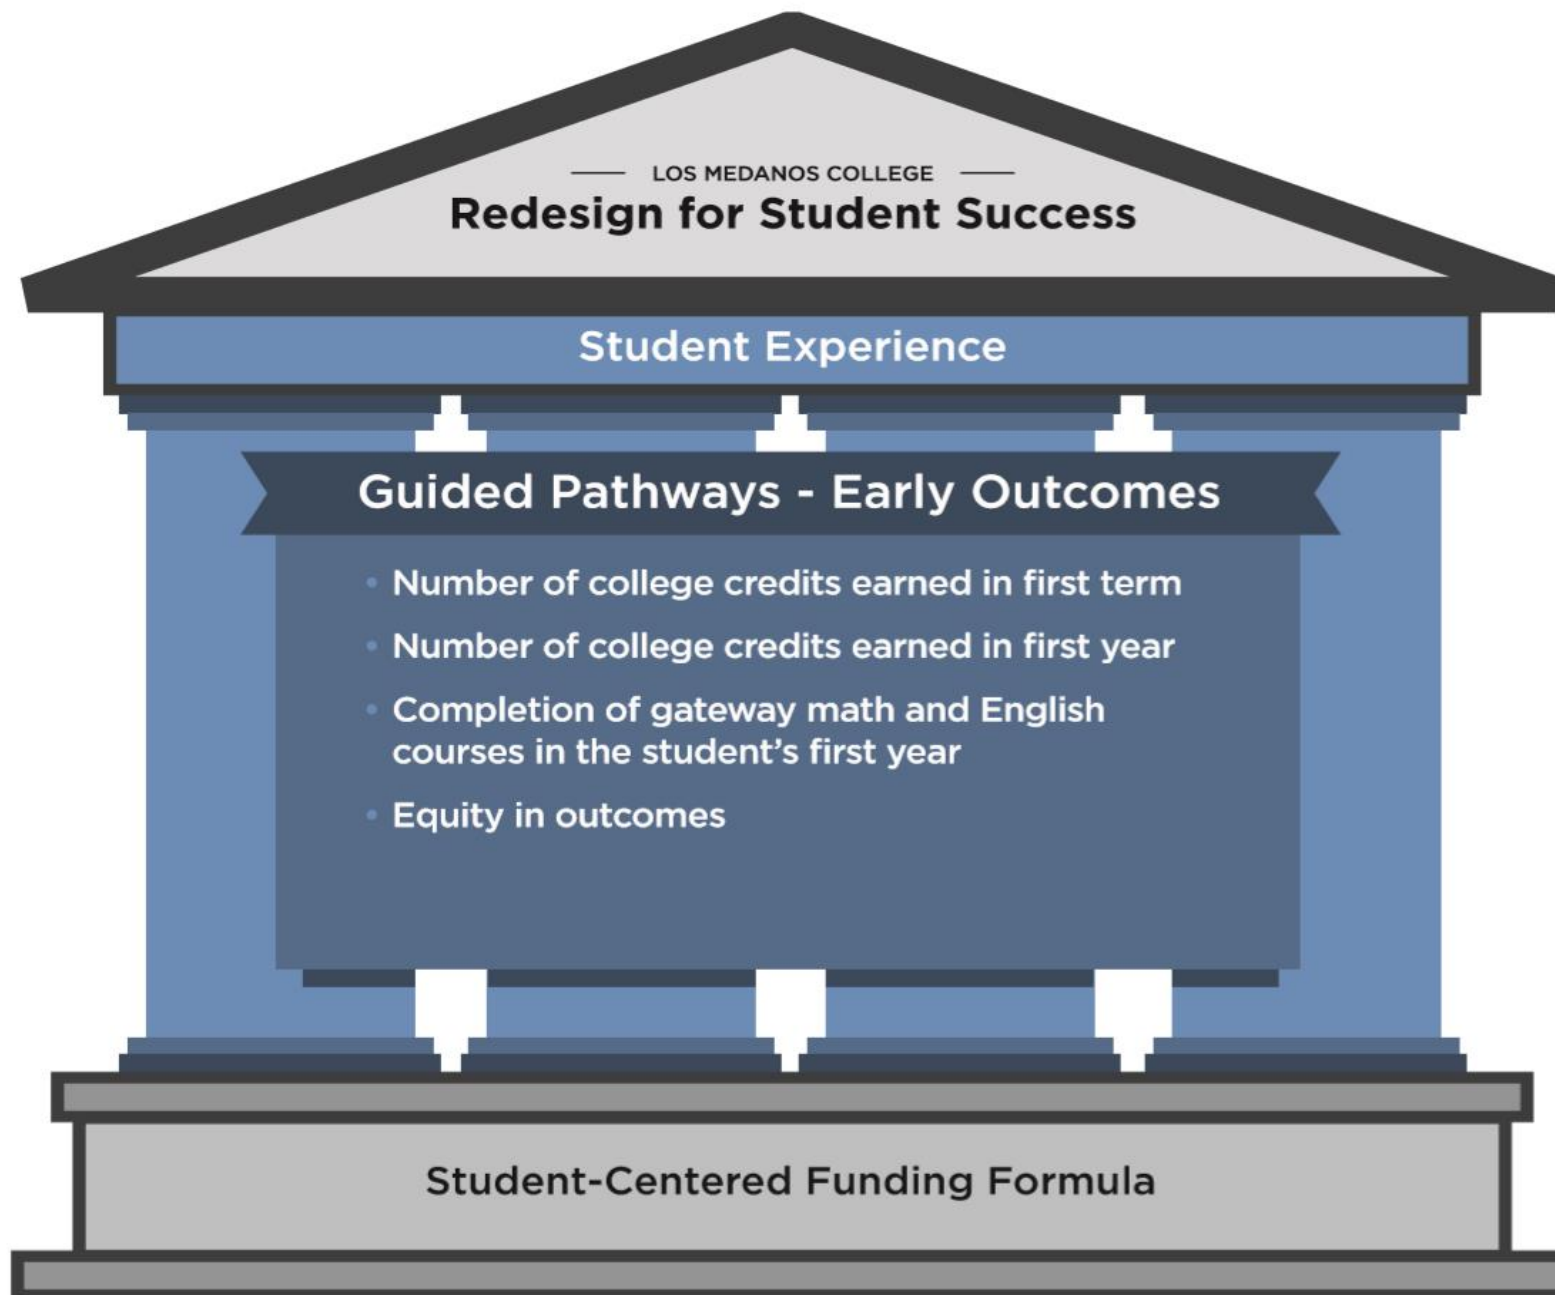 LOS MEDANOS COLLEGE
Redesign for Student Success
Student Experience
Guided Pathways - Early Outcomes
• Number of college credits earned in first term
• Number of college credits earned in first year
• Completion of gateway math and English
courses in the student’s first year
• Equity in outcomes
Student-Centered Funding Formula